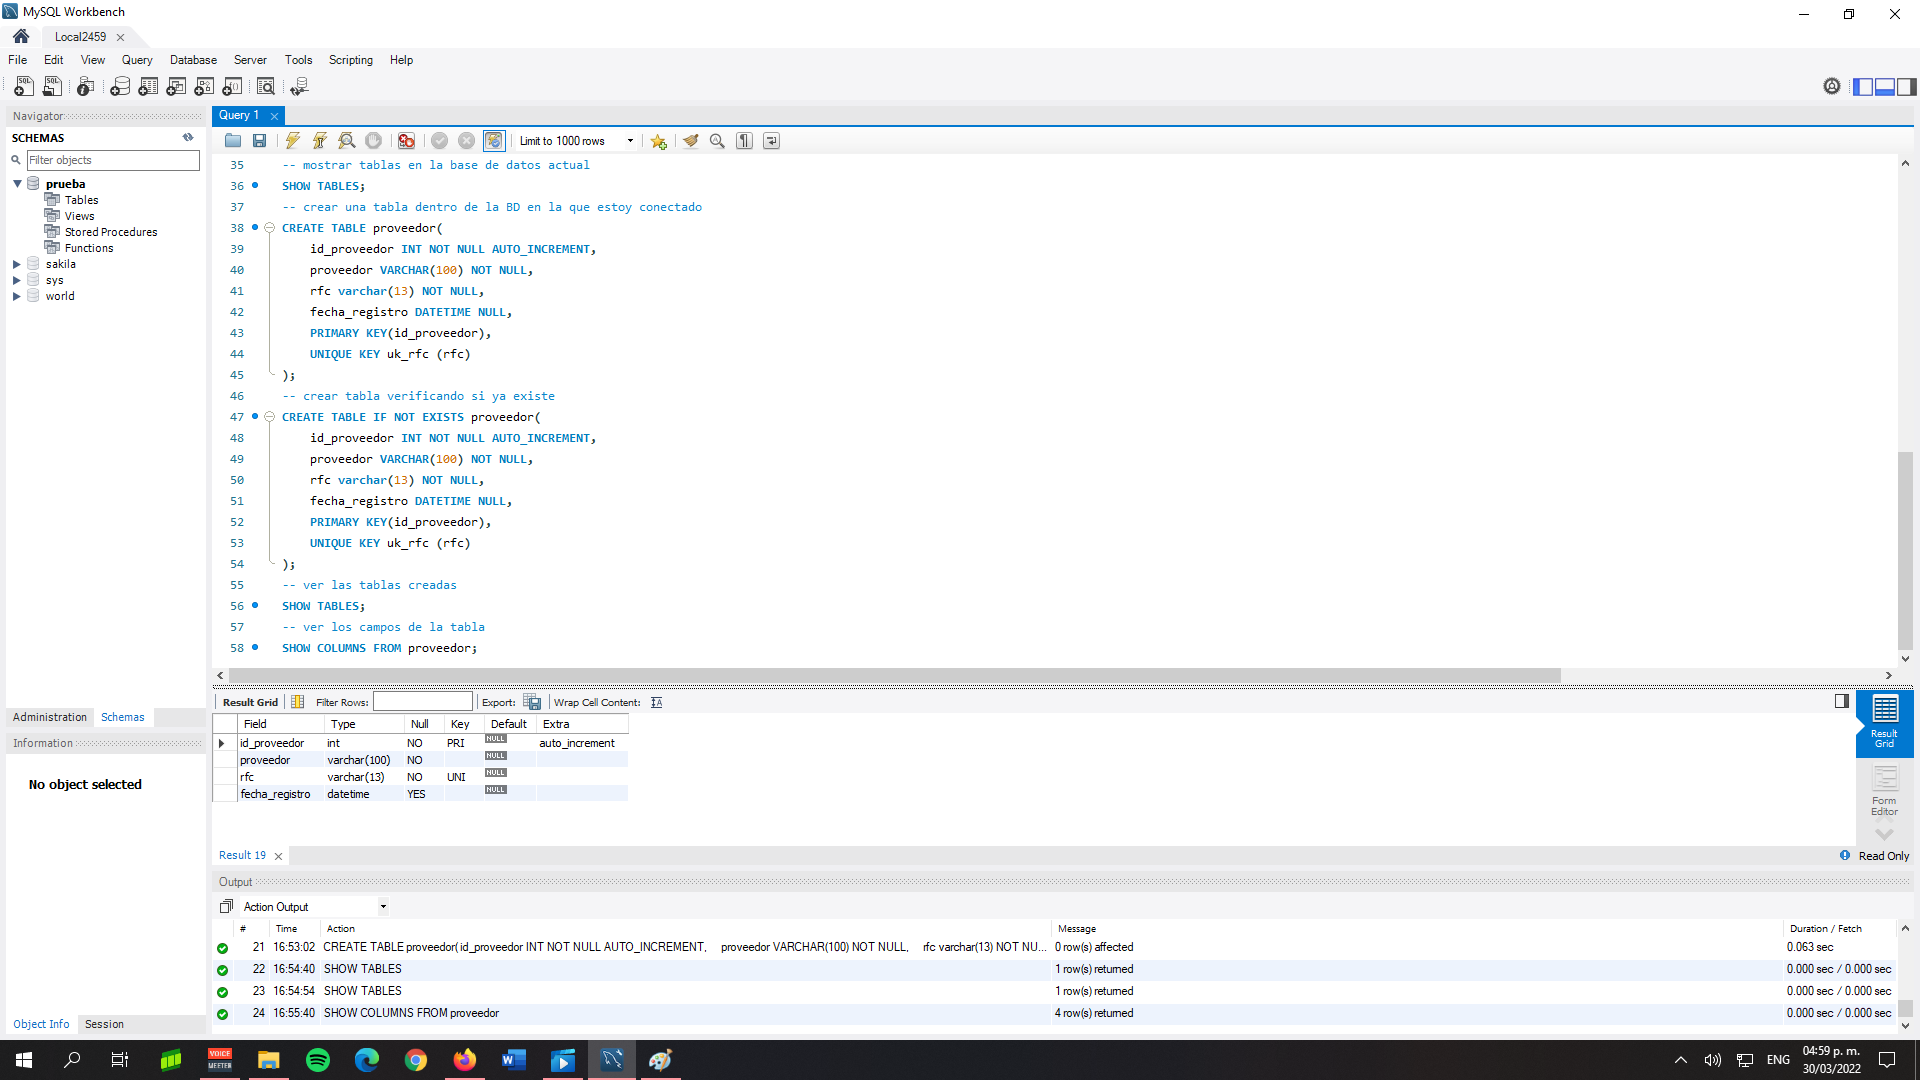 MySQL Workbench
Local2459
File Edit View Query Database Server Tools Scripting Help
Navigator
SCHEMAS
Filter objects
prueba
Tables
Views
Stored Procedures
Functions
sakila
sys
world
Administration Schemas
Information
No object selected
Object Info Session
Query 1
Limit to 1000 rows
35 -- mostrar tablas en la base de datos actual
36 SHOW TABLES;
37 -- crear una tabla dentro de la BD en la que estoy conectado
38 CREATE TABLE proveedor(
39 id_proveedor INT NOT NULL AUTO_INCREMENT,
40 proveedor VARCHAR(100) NOT NULL,
41 rfc varchar(13) NOT NULL,
42 fecha_registro DATETIME NULL,
43 PRIMARY KEY(id_proveedor),
44 UNIQUE KEY uk_rfc (rfc)
45 );
46 -- crear tabla verificando si ya existe
47 CREATE TABLE IF NOT EXISTS proveedor(
48 id_proveedor INT NOT NULL AUTO_INCREMENT,
49 proveedor VARCHAR(100) NOT NULL,
50 rfc varchar(13) NOT NULL,
51 fecha_registro DATETIME NULL,
52 PRIMARY KEY(id_proveedor),
53 UNIQUE KEY uk_rfc (rfc)
54 );
55 -- ver las tablas creadas
56 SHOW TABLES;
57 -- ver los campos de la tabla
58 SHOW COLUMNS FROM proveedor;
Result Grid Filter Rows: Export: Wrap Cell Content:
Field Type Null Key Default Extra
id_proveedor int NO PRI NULL auto_increment
proveedor varchar(100) NO NULL
rfc varchar(13) NO UNI NULL
fecha_registro datetime YES NULL
Result Grid
Form Editor
Result 19
Read Only
Output
Action Output
# Time Action Message Duration / Fetch
21 16:53:02 CREATE TABLE proveedor( id_proveedor INT NOT NULL AUTO_INCREMENT, proveedor VARCHAR(100) NOT NULL, rfc varchar(13) NOT NU... 0 row(s) affected 0.063 sec
22 16:54:40 SHOW TABLES 1 row(s) returned 0.000 sec / 0.000 sec
23 16:54:54 SHOW TABLES 1 row(s) returned 0.000 sec / 0.000 sec
24 16:55:40 SHOW COLUMNS FROM proveedor 4 row(s) returned 0.000 sec / 0.000 sec
VOICE MEETER
ENG
04:59 p. m.
30/03/2022